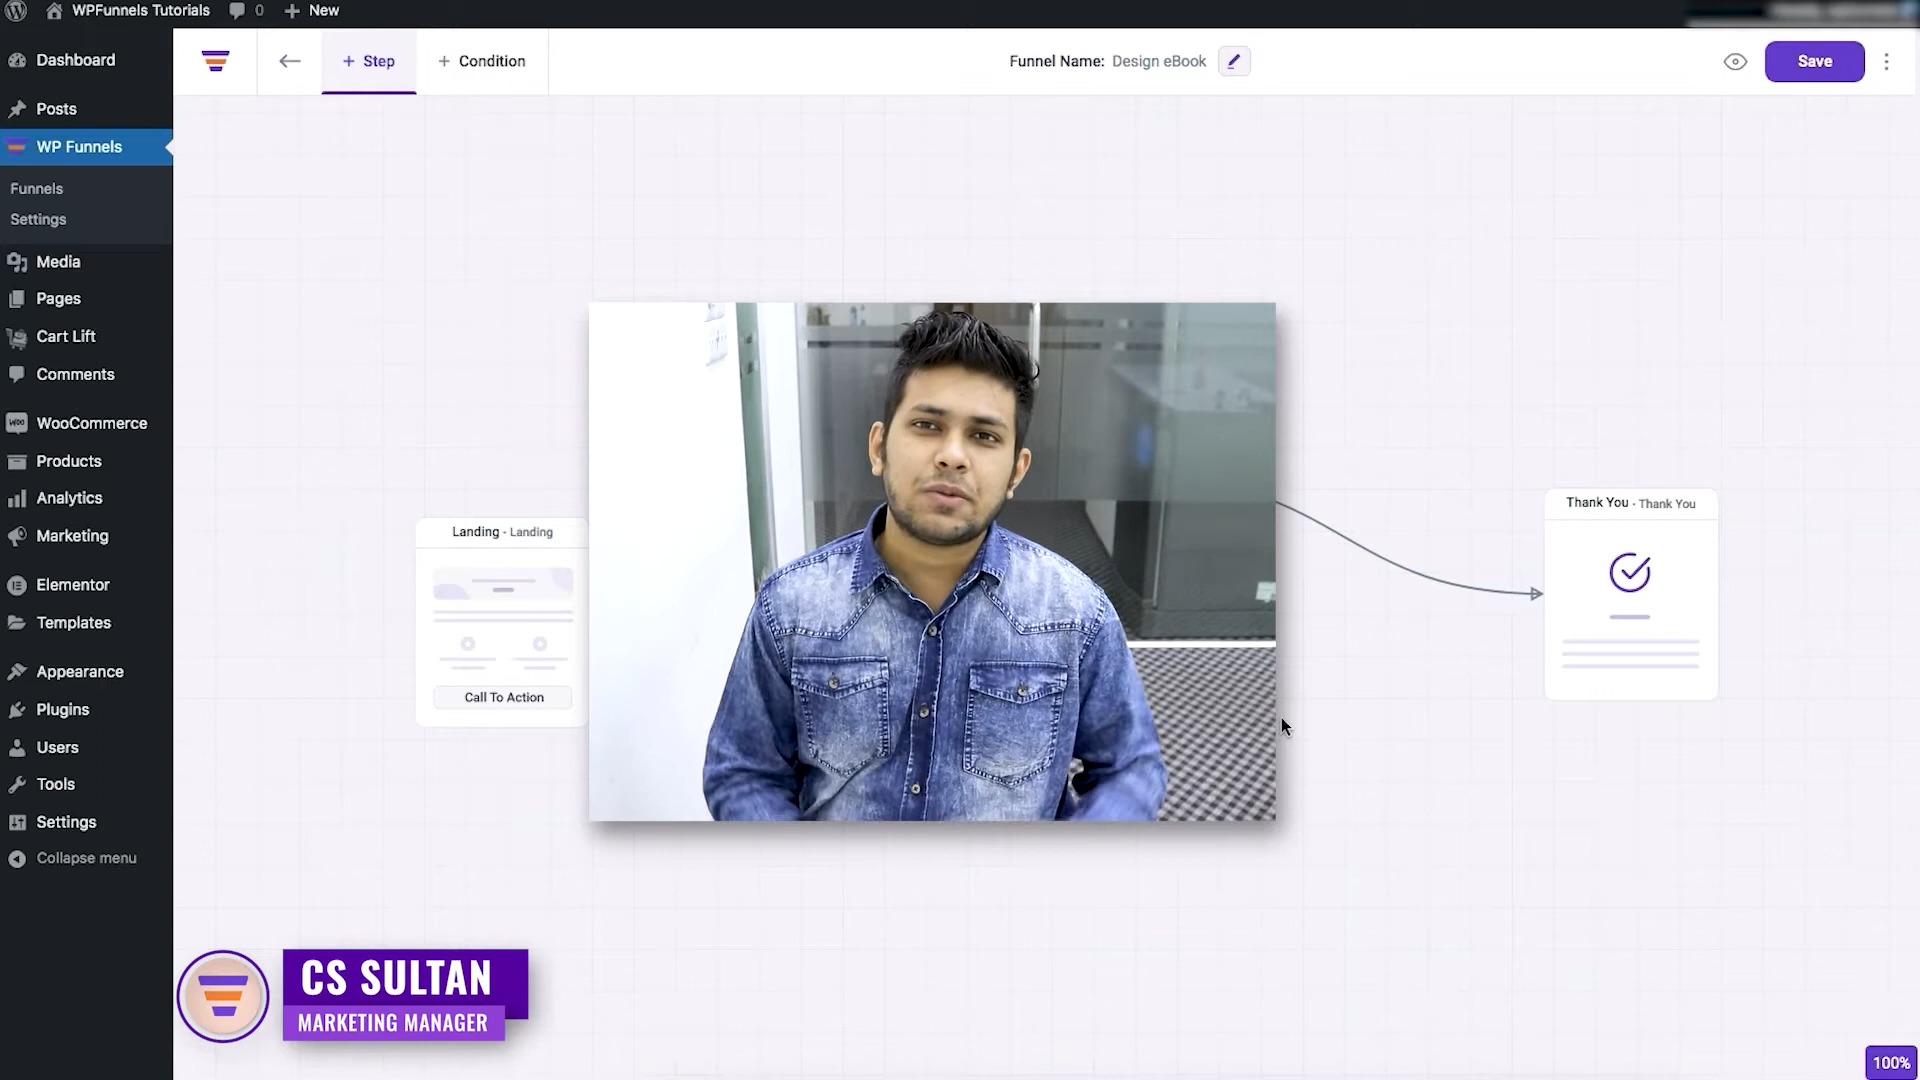 WPFunnels Tutorials 0 + New
Dashboard
Posts
WP Funnels
Funnels
Settings
Media
Pages
Cart Lift
Comments
WooCommerce
Products
Analytics
Marketing
Elementor
Templates
Appearance
Plugins
Users
Tools
Settings
Collapse menu
+ Step + Condition Funnel Name: Design eBook Save
Landing - Landing
Call To Action
Thank You - Thank You
CS SULTAN
MARKETING MANAGER
100%